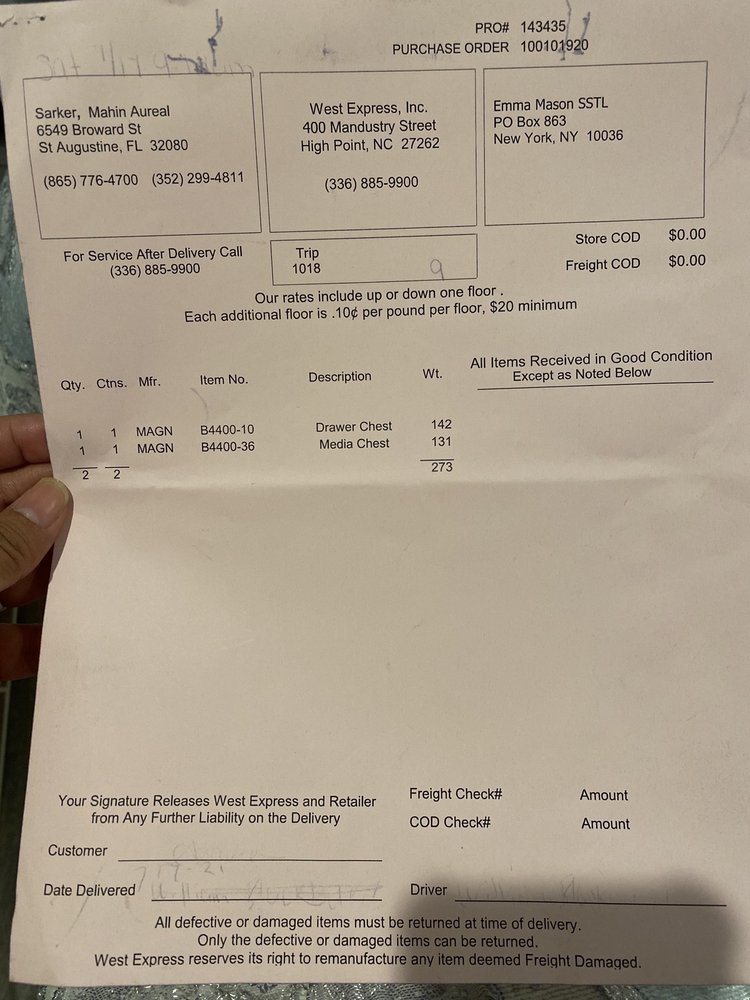 PRO# 143435
PURCHASE ORDER 100101920
Sarker, Mahin Aureal
6549 Broward St
St Augustine, FL 32080
(865) 776-4700 (352) 299-4811
West Express, Inc.
400 Mandustry Street
High Point, NC 27262
(336) 885-9900
Emma Mason SSTL
PO Box 863
New York, NY 10036
For Service After Delivery Call
(336) 885-9900
Trip
1018
9
Store COD $0.00
Freight COD $0.00
Our rates include up or down one floor .
Each additional floor is .10¢ per pound per floor, $20 minimum
All Items Received in Good Condition
Except as Noted Below
Qty. Ctns. Mfr. Item No. Description Wt.
1 1 MAGN B4400-10 Drawer Chest 142
1 1 MAGN B4400-36 Media Chest 131
2 2 273
Your Signature Releases West Express and Retailer
from Any Further Liability on the Delivery
Freight Check# Amount
COD Check# Amount
Customer
Date Delivered Driver
All defective or damaged items must be returned at time of delivery.
Only the defective or damaged items can be returned.
West Express reserves its right to remanufacture any item deemed Freight Damaged.